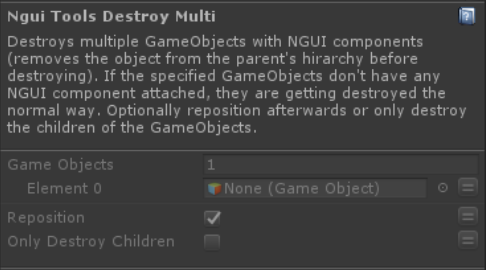 Ngui Tools Destroy Multi
Destroys multiple GameObjects with NGUI components
(removes the object from the parent's hirarchy before
destroying). If the specified GameObjects don't have any
NGUI component attached, they are getting destroyed the
normal way. Optionally reposition afterwards or only destroy
the children of the GameObjects.
Game Objects 1
Element 0 None (Game Object)
Reposition
Only Destroy Children